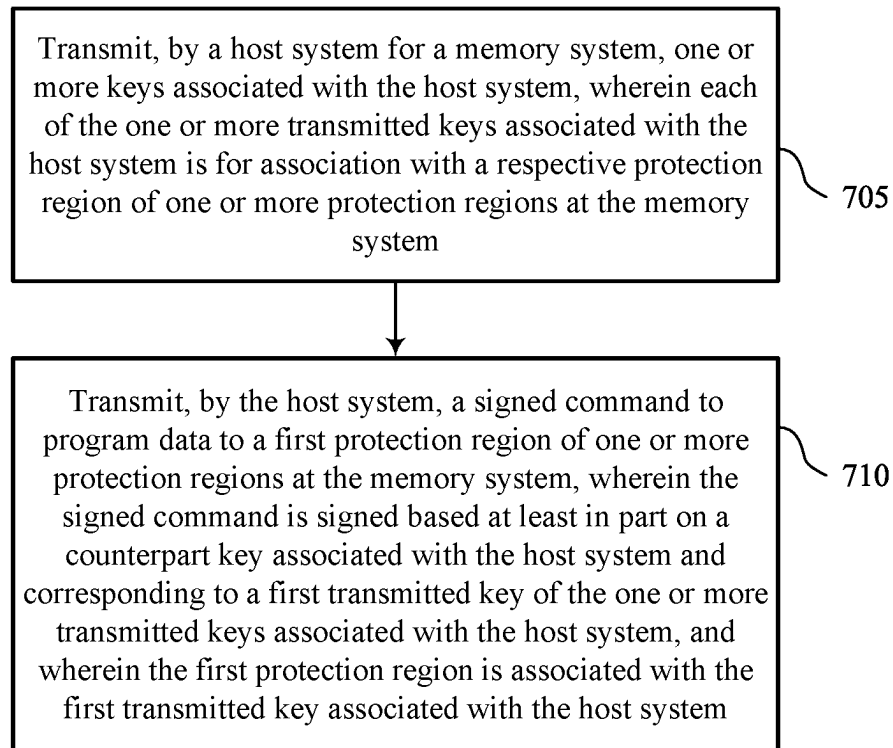 Transmit, by a host system for a memory system, one or
more keys associated with the host system, wherein each
of the one or more transmitted keys associated with the
host system is for association with a respective protection
region of one or more protection regions at the memory
system
705
Transmit, by the host system, a signed command to
program data to a first protection region of one or more
protection regions at the memory system, wherein the
signed command is signed based at least in part on a
counterpart key associated with the host system and
corresponding to a first transmitted key of the one or more
transmitted keys associated with the host system, and
wherein the first protection region is associated with the
first transmitted key associated with the host system
710